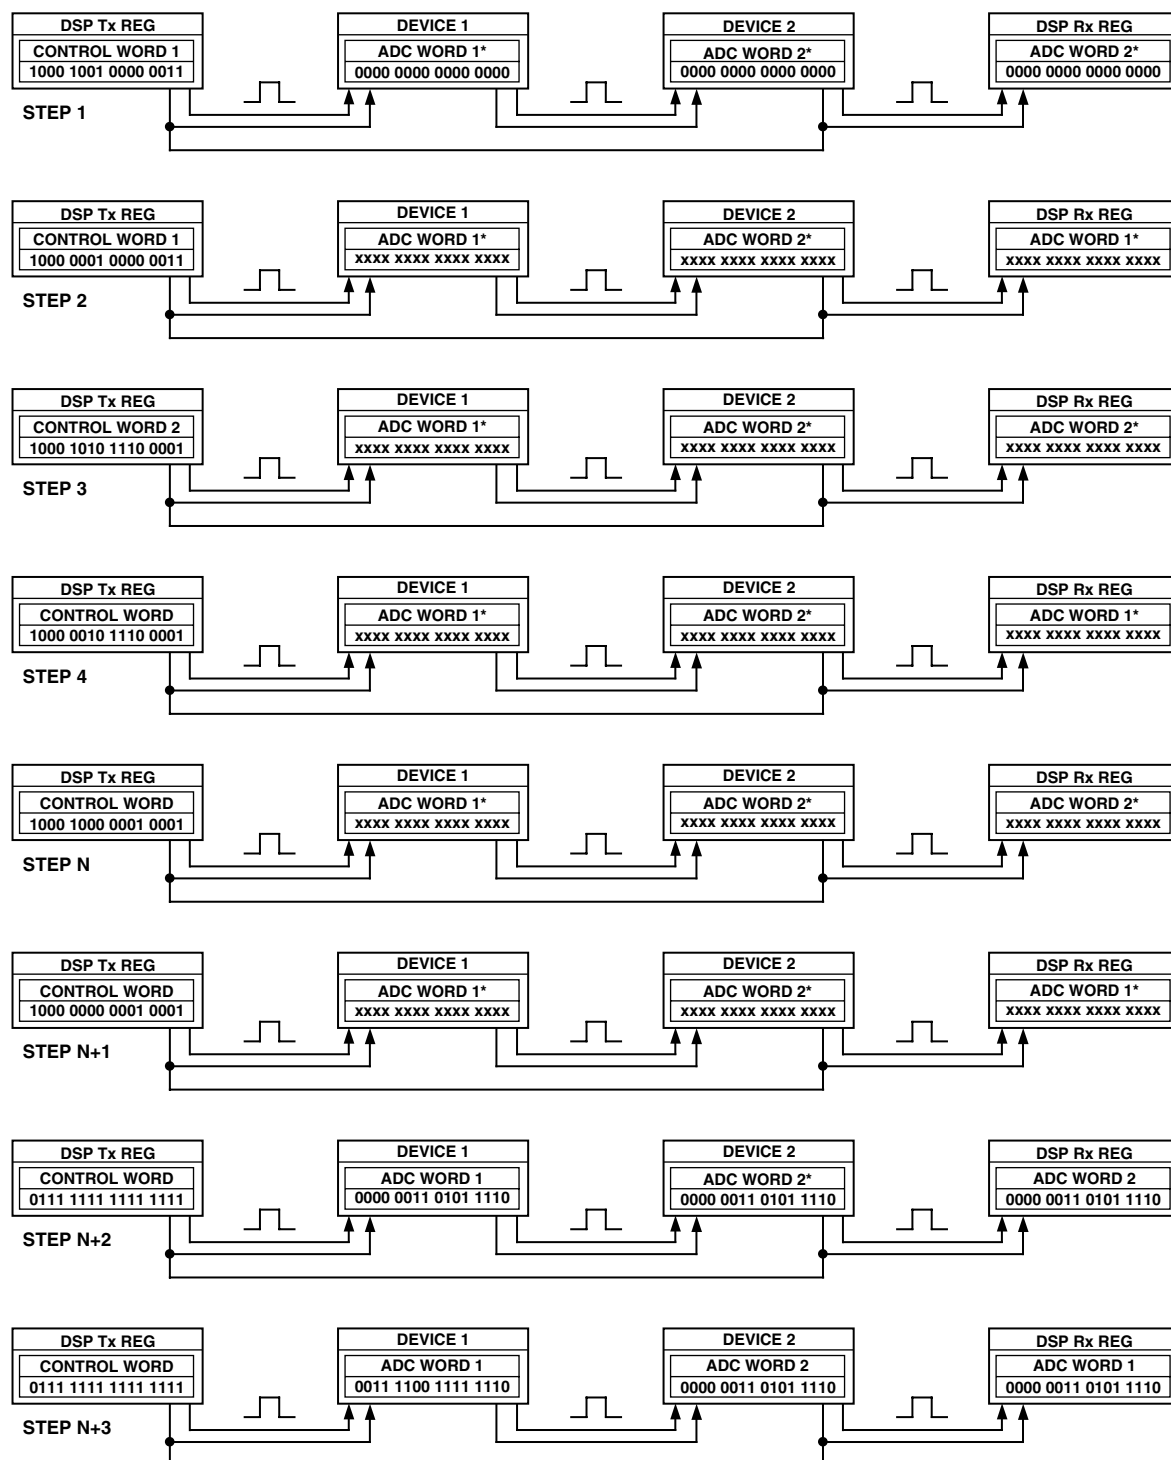 DSP Tx REG DEVICE 1 DEVICE 2 DSP Rx REG
CONTROL WORD 1 ADC WORD 1* ADC WORD 2* ADC WORD 2*
1000 1001 0000 0011 0000 0000 0000 0000 0000 0000 0000 0000 0000 0000 0000 0000
STEP 1
DSP Tx REG DEVICE 1 DEVICE 2 DSP Rx REG
CONTROL WORD 1 ADC WORD 1* ADC WORD 2* ADC WORD 1*
1000 0001 0000 0011 xxxx xxxx xxxx xxxx xxxx xxxx xxxx xxxx xxxx xxxx xxxx xxxx
STEP 2
DSP Tx REG DEVICE 1 DEVICE 2 DSP Rx REG
CONTROL WORD 2 ADC WORD 1* ADC WORD 2* ADC WORD 2*
1000 1010 1110 0001 xxxx xxxx xxxx xxxx xxxx xxxx xxxx xxxx xxxx xxxx xxxx xxxx
STEP 3
DSP Tx REG DEVICE 1 DEVICE 2 DSP Rx REG
CONTROL WORD ADC WORD 1* ADC WORD 2* ADC WORD 1*
1000 0010 1110 0001 xxxx xxxx xxxx xxxx xxxx xxxx xxxx xxxx xxxx xxxx xxxx xxxx
STEP 4
DSP Tx REG DEVICE 1 DEVICE 2 DSP Rx REG
CONTROL WORD ADC WORD 1* ADC WORD 2* ADC WORD 2*
1000 1000 0001 0001 xxxx xxxx xxxx xxxx xxxx xxxx xxxx xxxx xxxx xxxx xxxx xxxx
STEP N
DSP Tx REG DEVICE 1 DEVICE 2 DSP Rx REG
CONTROL WORD ADC WORD 1* ADC WORD 2* ADC WORD 1*
1000 0000 0001 0001 xxxx xxxx xxxx xxxx xxxx xxxx xxxx xxxx xxxx xxxx xxxx xxxx
STEP N+1
DSP Tx REG DEVICE 1 DEVICE 2 DSP Rx REG
CONTROL WORD ADC WORD 1 ADC WORD 2* ADC WORD 2
0111 1111 1111 1111 0000 0011 0101 1110 0000 0011 0101 1110 0000 0011 0101 1110
STEP N+2
DSP Tx REG DEVICE 1 DEVICE 2 DSP Rx REG
CONTROL WORD ADC WORD 1 ADC WORD 2 ADC WORD 1
0111 1111 1111 1111 0011 1100 1111 1110 0000 0011 0101 1110 0000 0011 0101 1110
STEP N+3